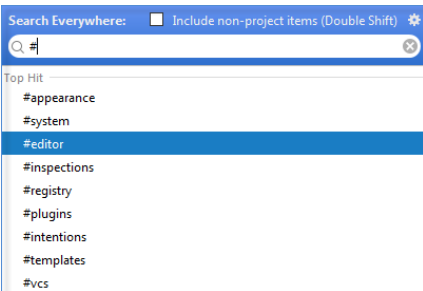 Search Everywhere: Include non-project items (Double Shift)
#
Top Hit
#appearance
#system
#editor
#inspections
#registry
#plugins
#intentions
#templates
#vcs